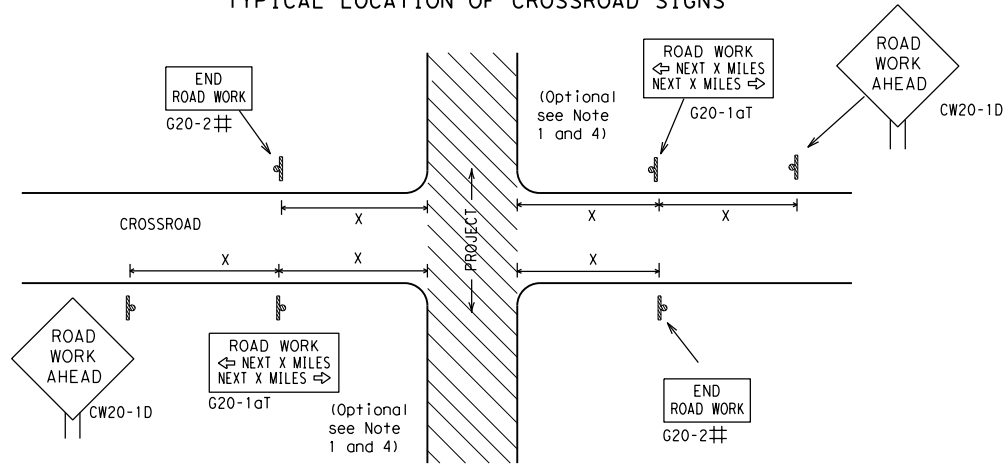 TYPICAL LOCATION OF CROSSROAD SIGNS
END
ROAD WORK
G20-2#
(Optional
see Note
1 and 4)
ROAD WORK
⇦ NEXT X MILES
NEXT X MILES ⇨
G20-1aT
ROAD
WORK
AHEAD
CW20-1D
X
X
X
CROSSROAD
PROJECT
X
X
X
ROAD
WORK
AHEAD
CW20-1D
ROAD WORK
⇦ NEXT X MILES
NEXT X MILES ⇨
G20-1aT
(Optional
see Note
1 and 4)
END
ROAD WORK
G20-2#